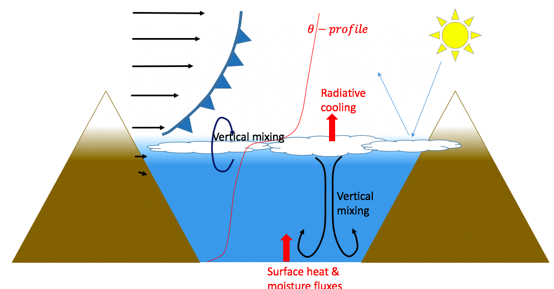 θ−profile
Radiative
cooling
Vertical mixing
Vertical
mixing
Surface heat &
moisture fluxes